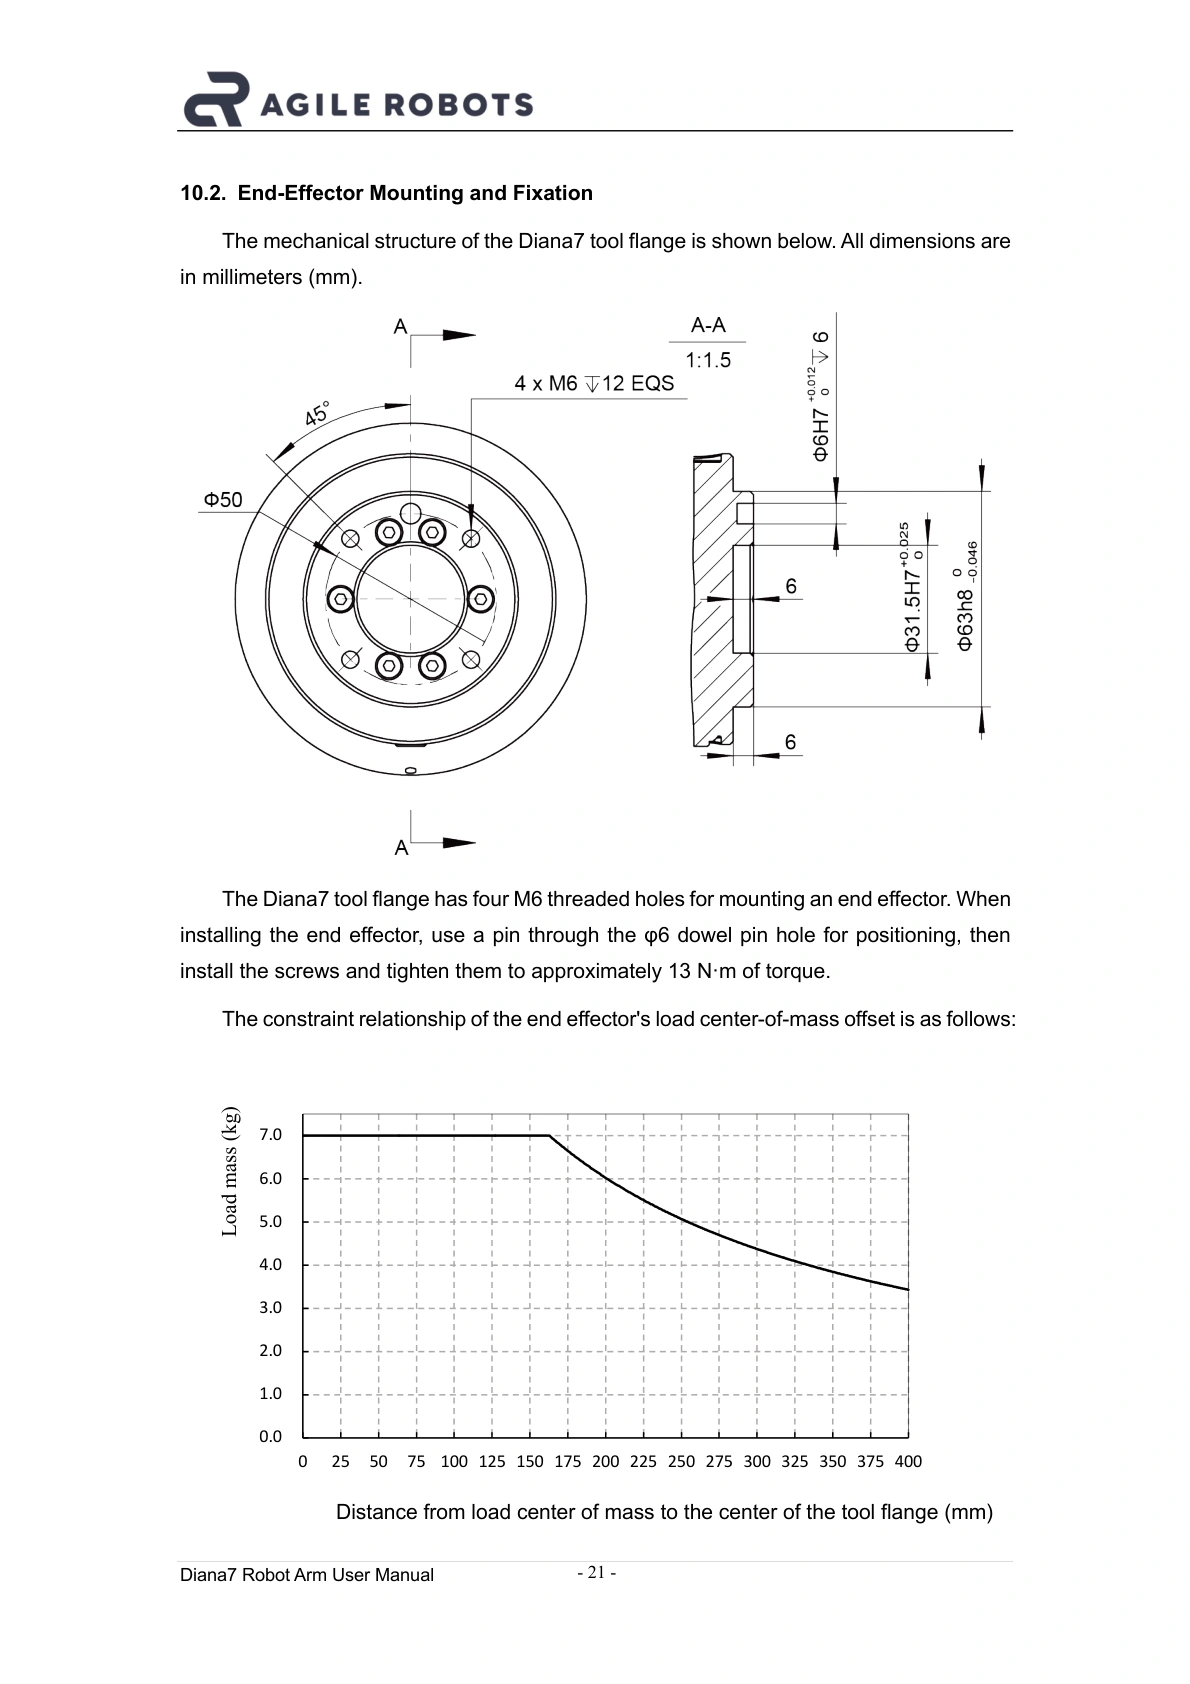 AGILE ROBOTS
10.2. End-Effector Mounting and Fixation
The mechanical structure of the Diana7 tool flange is shown below. All dimensions are
in millimeters (mm).
A
A-A
1:1.5
4 x M6 ↧12 EQS
45°
Φ50
Φ6H7 +0.012 0 ↧ 6
6
Φ31.5H7 +0.025 0
Φ63h8 0 -0.046
6
A
The Diana7 tool flange has four M6 threaded holes for mounting an end effector. When
installing the end effector, use a pin through the φ6 dowel pin hole for positioning, then
install the screws and tighten them to approximately 13 N·m of torque.
The constraint relationship of the end effector's load center-of-mass offset is as follows:
Load mass (kg)
7.0
6.0
5.0
4.0
3.0
2.0
1.0
0.0
0 25 50 75 100 125 150 175 200 225 250 275 300 325 350 375 400
Distance from load center of mass to the center of the tool flange (mm)
Diana7 Robot Arm User Manual - 21 -